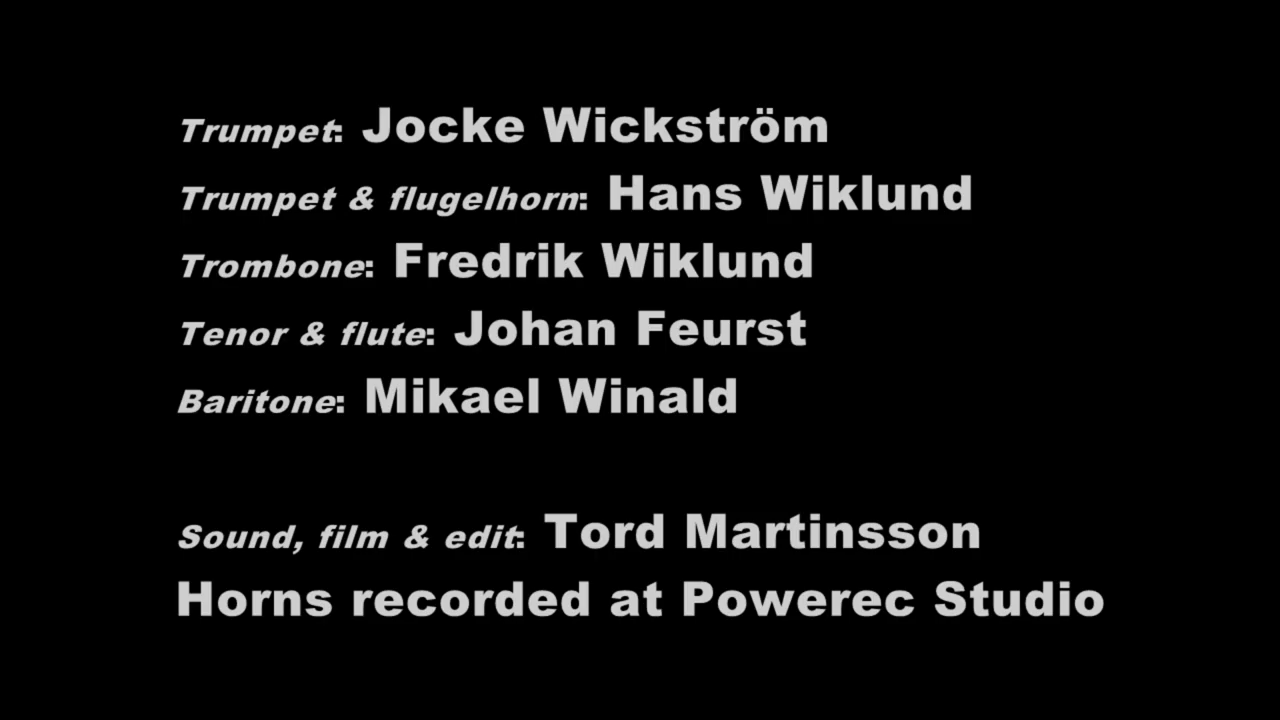 Trumpet: Jocke Wickström
Trumpet & flugelhorn: Hans Wiklund
Trombone: Fredrik Wiklund
Tenor & flute: Johan Feurst
Baritone: Mikael Winald
Sound, film & edit: Tord Martinsson
Horns recorded at Powerec Studio